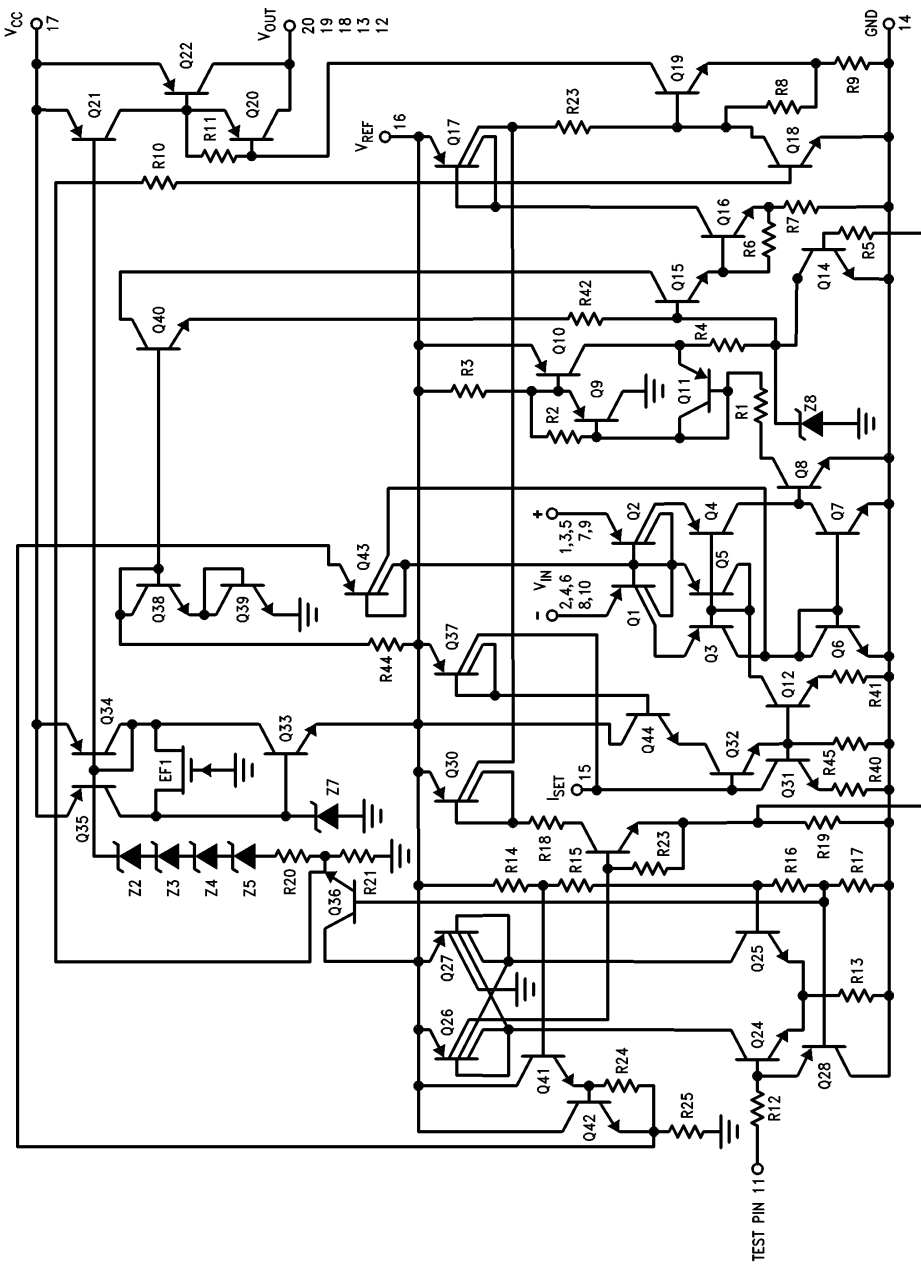 VCC
17
VOUT
20
19
18
13
12
GND
14
Q21
Q22
R11
Q20
R10
Q19
R8
R9
VREF
16
Q17
R23
Q18
Q16
R6
R7
Q40
Q15
R42
Q14
R5
R3
Q10
R2
Q9
Q11
R4
R1
Z8
Q8
Q43
+
1,3,5
7,9
VIN
−
2,4,6
8,10
Q2
Q1
Q4
Q5
Q3
Q7
Q6
Q38
Q39
R44
Q37
Q12
R41
Q34
Q35
EF1
Q33
Z7
Q30
Q44
Q32
ISET
15
Q31
R45
R40
Z2
Z3
Z4
Z5
R20
R21
Q36
R14
R18
R15
R23
R16
R19
R17
Q27
Q26
Q25
Q24
R13
Q28
Q41
R24
Q42
R25
R12
TEST PIN 11